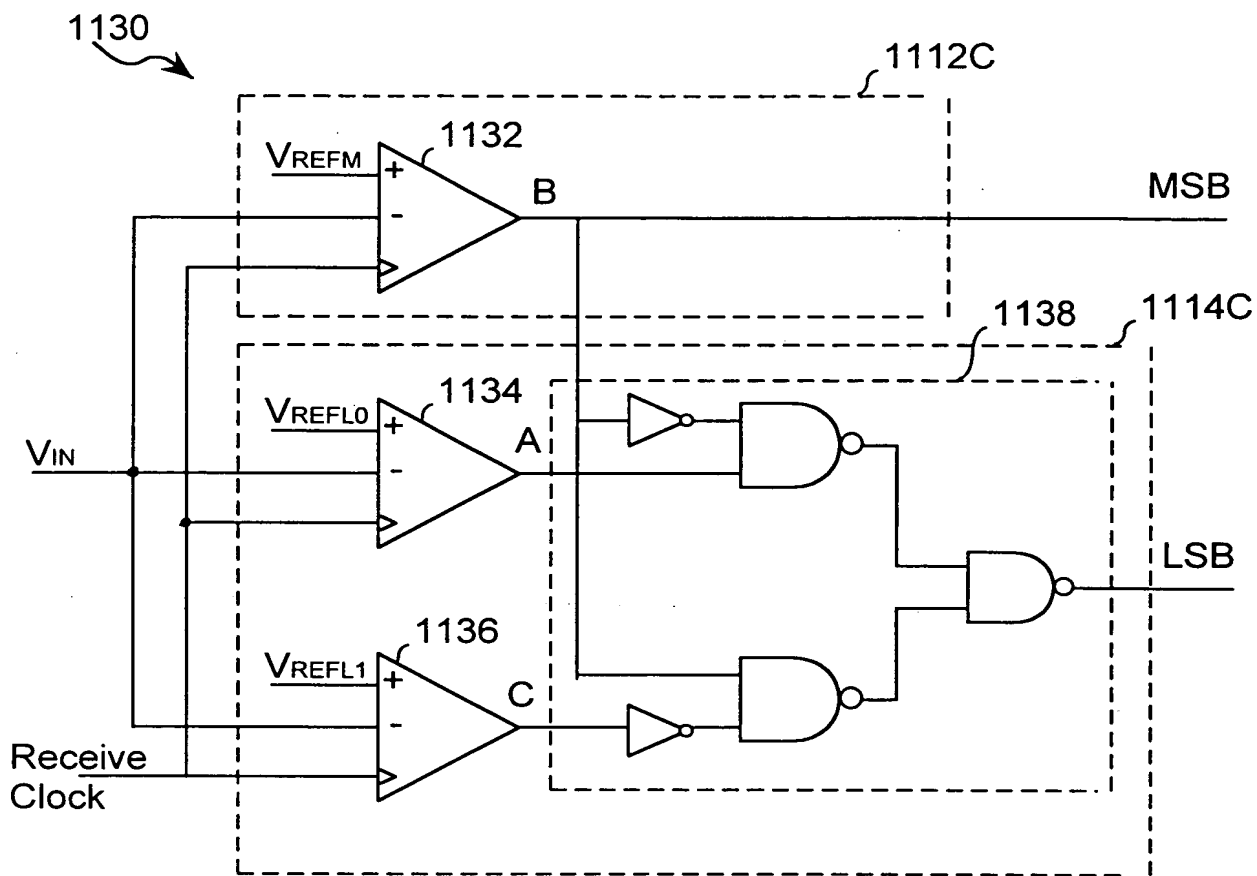 1130
1112C
1132
VREFM
+
-
B
MSB
1138
1114C
1134
VREFL0
+
-
A
VIN
LSB
1136
VREFL1
+
-
C
Receive
Clock